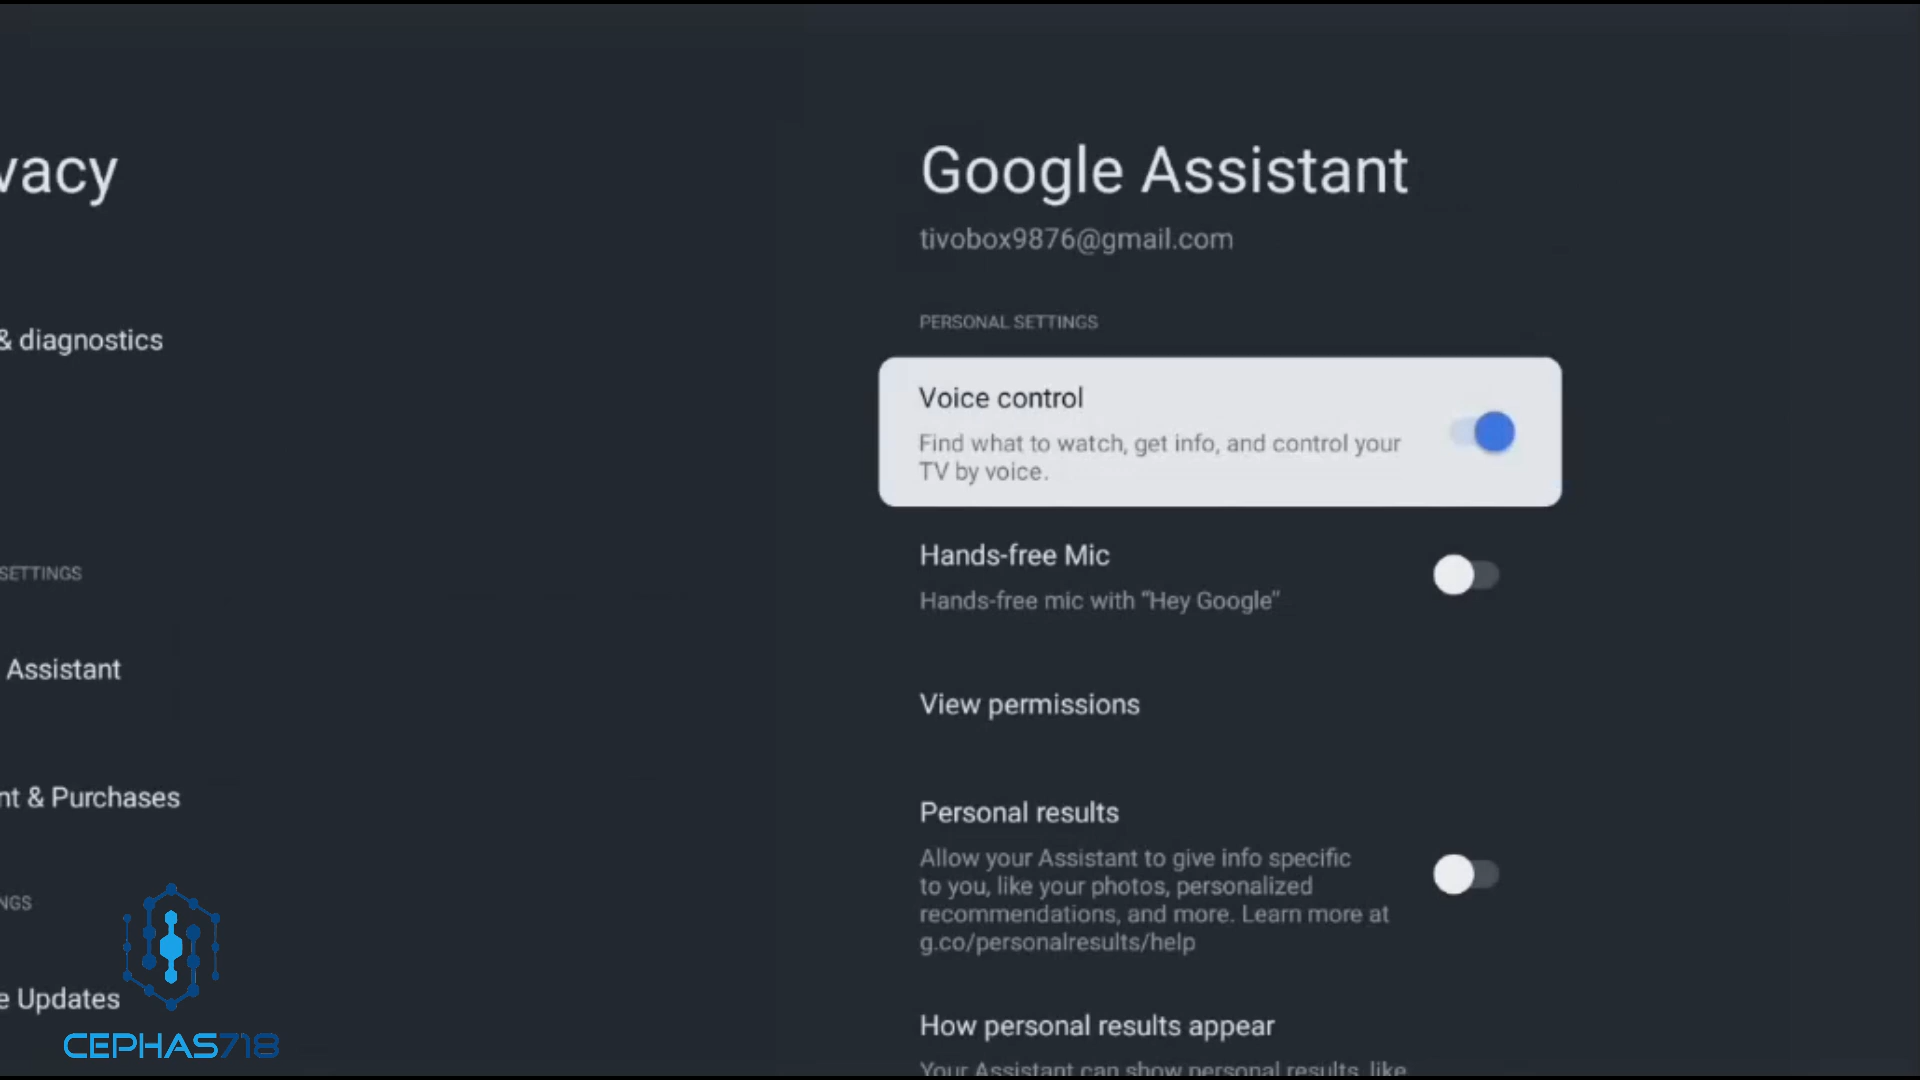 vacy
& diagnostics
SETTINGS
Assistant
nt & Purchases
NGS
e Updates
CEPHAS718
Google Assistant
tivobox9876@gmail.com
PERSONAL SETTINGS
Voice control
Find what to watch, get info, and control your
TV by voice.
Hands-free Mic
Hands-free mic with “Hey Google”
View permissions
Personal results
Allow your Assistant to give info specific
to you, like your photos, personalized
recommendations, and more. Learn more at
g.co/personalresults/help
How personal results appear
Your Assistant can show personal results, like